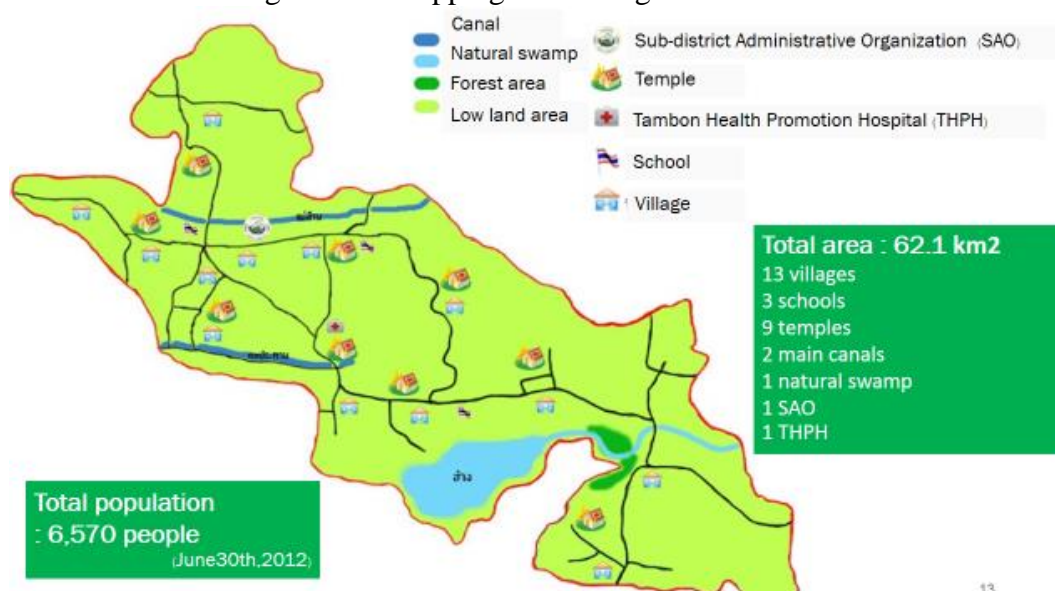 Canal
Natural swamp
Forest area
Low land area
Sub-district Administrative Organization (SAO)
Temple
Tambon Health Promotion Hospital (THPH)
School
Village
Total area : 62.1 km2
13 villages
3 schools
9 temples
2 main canals
1 natural swamp
1 SAO
1 THPH
Total population
: 6,570 people
(June30th,2012)
13